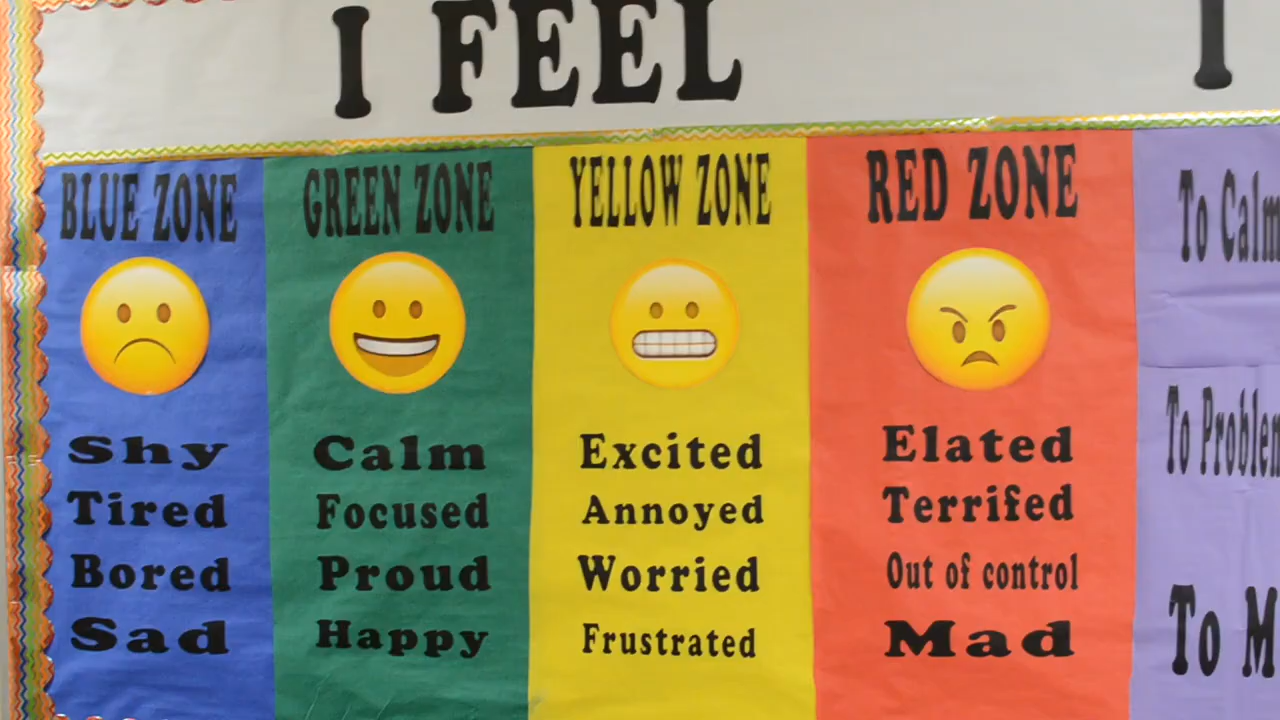 I FEEL
I
BLUE ZONE
Shy
Tired
Bored
Sad
GREEN ZONE
Calm
Focused
Proud
Happy
YELLOW ZONE
Excited
Annoyed
Worried
Frustrated
RED ZONE
Elated
Terrifed
Out of control
Mad
To Calm
To Problem
To M